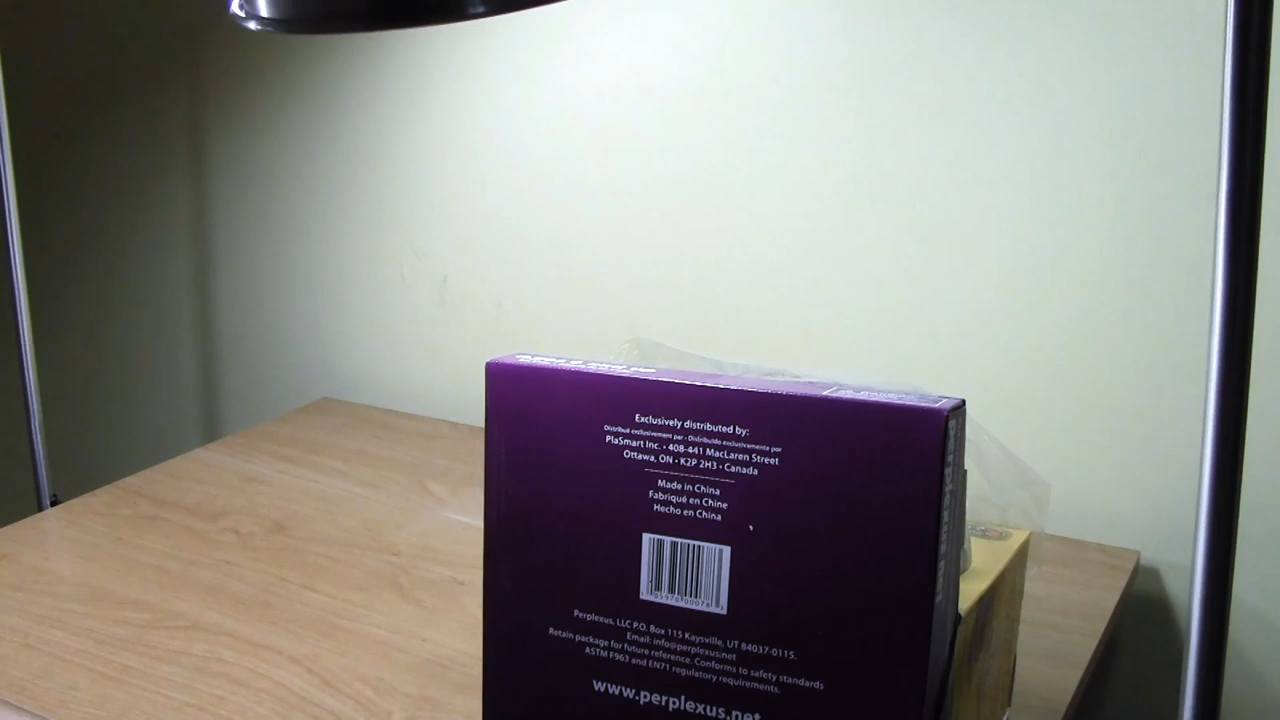 Exclusively distributed by:
Distribué exclusivement par • Distribuido exclusivamente por
PlaSmart Inc. • 408-441 MacLaren Street
Ottawa, ON • K2P 2H3 • Canada
Made in China
Fabriqué en Chine
Hecho en China
Perplexus, LLC P.O. Box 115 Kaysville, UT 84037-0115.
Email: info@perplexus.net
Retain package for future reference. Conforms to safety standards
ASTM F963 and EN71 regulatory requirements.
www.perplexus.net